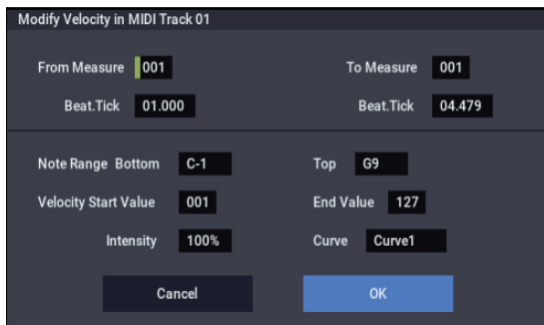 Modify Velocity in MIDI Track 01
From Measure 001 To Measure 001
Beat.Tick 01.000 Beat.Tick 04.479
Note Range Bottom C-1 Top G9
Velocity Start Value 001 End Value 127
Intensity 100% Curve Curve1
Cancel OK